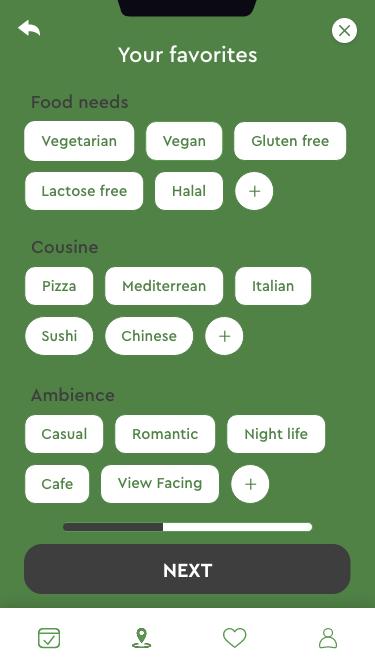 Your favorites
Food needs
Vegetarian Vegan Gluten free
Lactose free Halal +
Cousine
Pizza Mediterrean Italian
Sushi Chinese +
Ambience
Casual Romantic Night life
Cafe View Facing +
NEXT